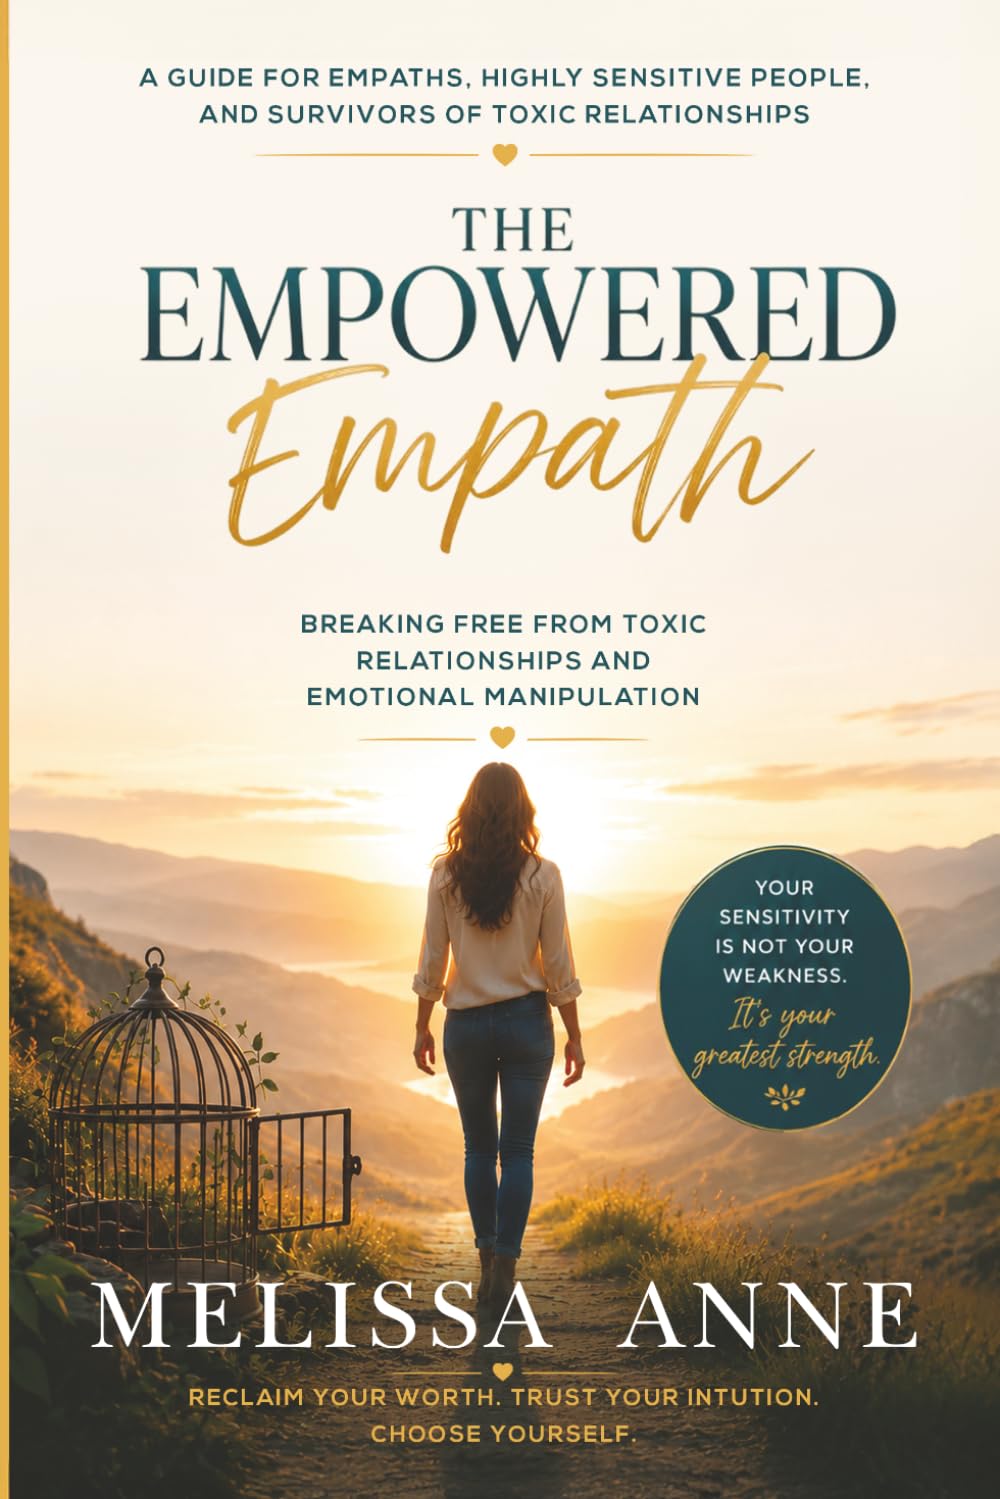 A GUIDE FOR EMPATHS, HIGHLY SENSITIVE PEOPLE,
AND SURVIVORS OF TOXIC RELATIONSHIPS
THE
EMPOWERED
Empath
BREAKING FREE FROM TOXIC
RELATIONSHIPS AND
EMOTIONAL MANIPULATION
YOUR
SENSITIVITY
IS NOT YOUR
WEAKNESS.
It's your
greatest strength.
MELISSA ANNE
RECLAIM YOUR WORTH. TRUST YOUR INTUTION.
CHOOSE YOURSELF.